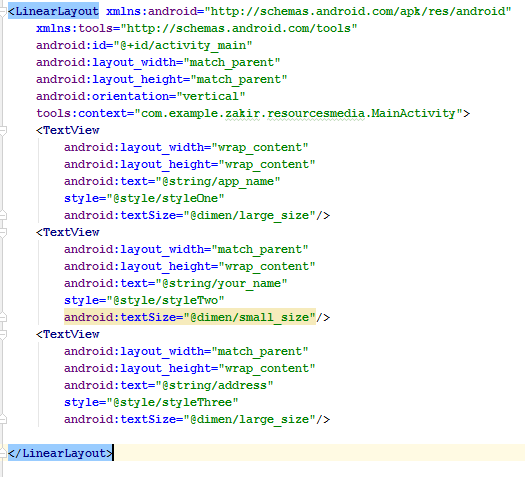 <LinearLayout xmlns:android="http://schemas.android.com/apk/res/android"
xmlns:tools="http://schemas.android.com/tools"
android:id="@+id/activity_main"
android:layout_width="match_parent"
android:layout_height="match_parent"
android:orientation="vertical"
tools:context="com.example.zakir.resourcesmedia.MainActivity">
<TextView
android:layout_width="wrap_content"
android:layout_height="wrap_content"
android:text="@string/app_name"
style="@style/styleOne"
android:textSize="@dimen/large_size"/>
<TextView
android:layout_width="match_parent"
android:layout_height="wrap_content"
android:text="@string/your_name"
style="@style/styleTwo"
android:textSize="@dimen/small_size"/>
<TextView
android:layout_width="match_parent"
android:layout_height="wrap_content"
android:text="@string/address"
style="@style/styleThree"
android:textSize="@dimen/large_size"/>
</LinearLayout>